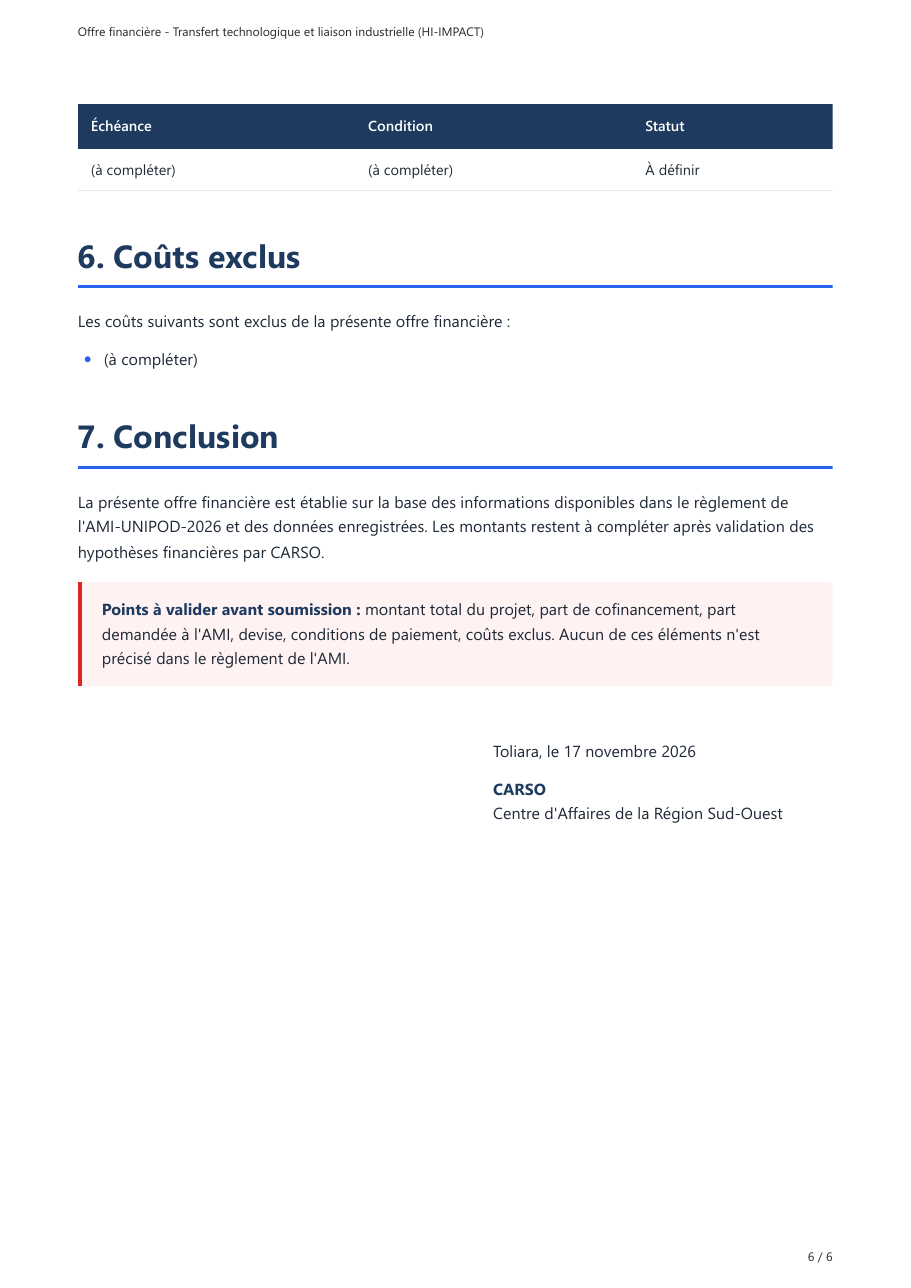 Offre financière - Transfert technologique et liaison industrielle (HI-IMPACT)
Échéance Condition Statut
(à compléter) (à compléter) À définir
6. Coûts exclus
Les coûts suivants sont exclus de la présente offre financière :
• (à compléter)
7. Conclusion
La présente offre financière est établie sur la base des informations disponibles dans le règlement de
l'AMI-UNIPOD-2026 et des données enregistrées. Les montants restent à compléter après validation des
hypothèses financières par CARSO.
Points à valider avant soumission : montant total du projet, part de cofinancement, part
demandée à l'AMI, devise, conditions de paiement, coûts exclus. Aucun de ces éléments n'est
précisé dans le règlement de l'AMI.
Toliara, le 17 novembre 2026
CARSO
Centre d'Affaires de la Région Sud-Ouest
6 / 6